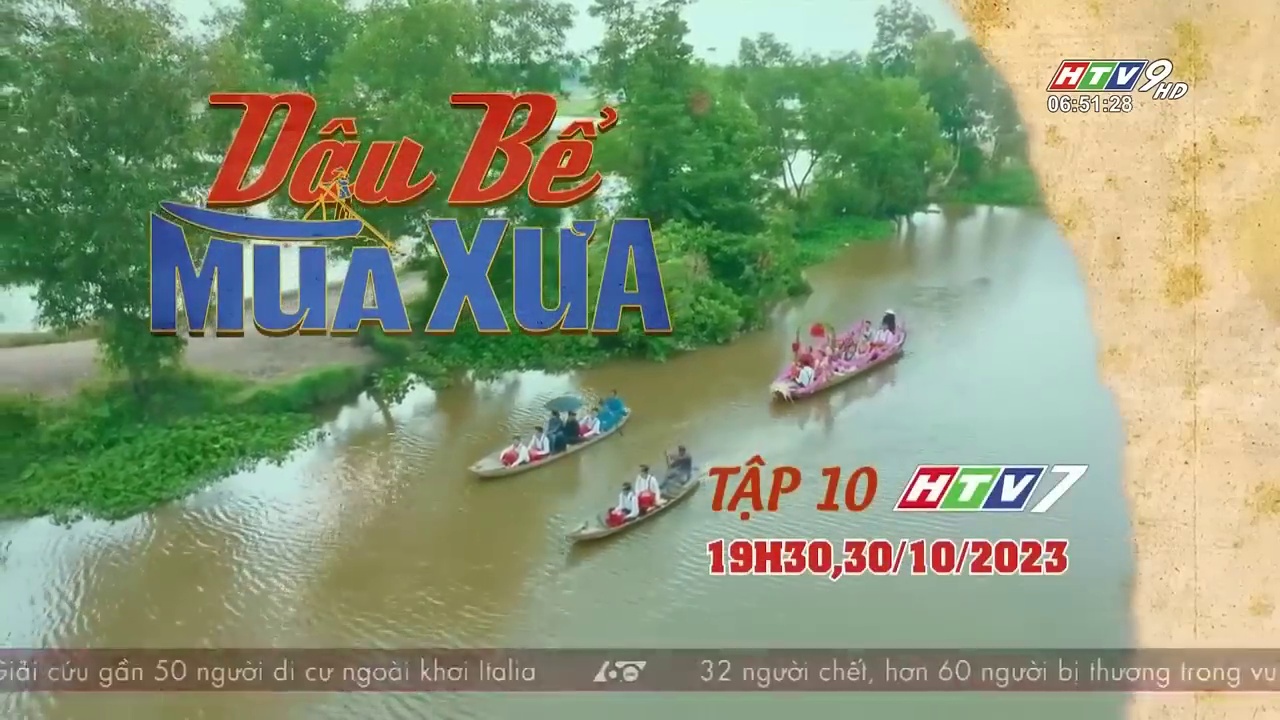 HTV9 HD
06:51:28
Dâu Bể
MÙA XƯA
TẬP 10 HTV7
19H30,30/10/2023
Giải cứu gần 50 người di cư ngoài khơi Italia
32 người chết, hơn 60 người bị thương trong vụ